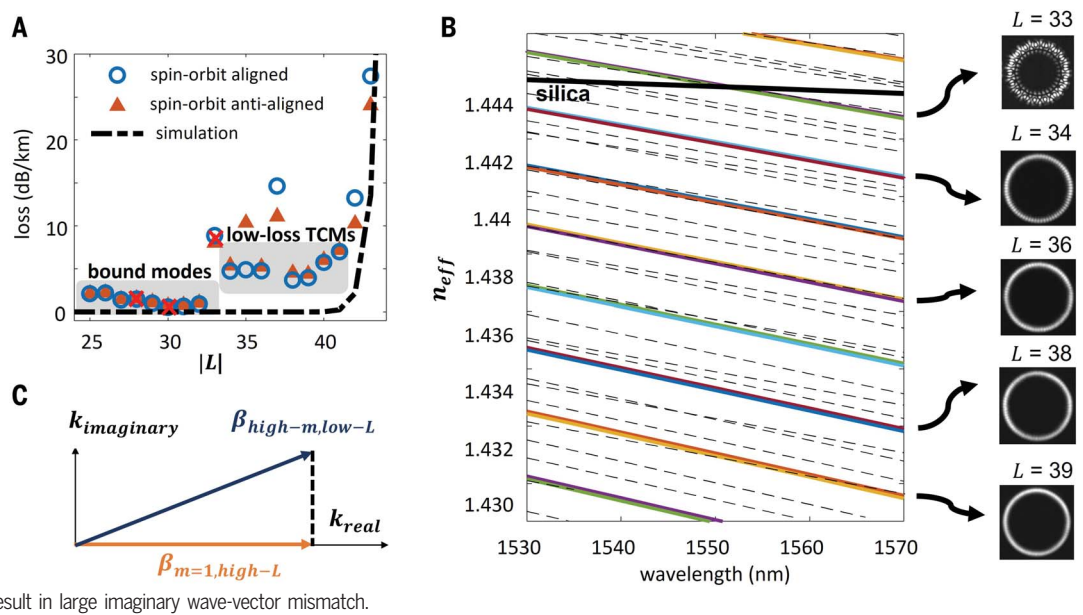 A
30
20
10
0
loss (dB/km)
spin-orbit aligned
spin-orbit anti-aligned
simulation
low-loss TCMs
bound modes
25 30 35 40
|L|
B
silica
1.444
1.442
1.44
1.438
1.436
1.434
1.432
1.430
n_eff
1530 1540 1550 1560 1570
wavelength (nm)
L = 33
L = 34
L = 36
L = 38
L = 39
C
k_imaginary
β_high−m,low−L
k_real
β_m=1,high−L
esult in large imaginary wave-vector mismatch.